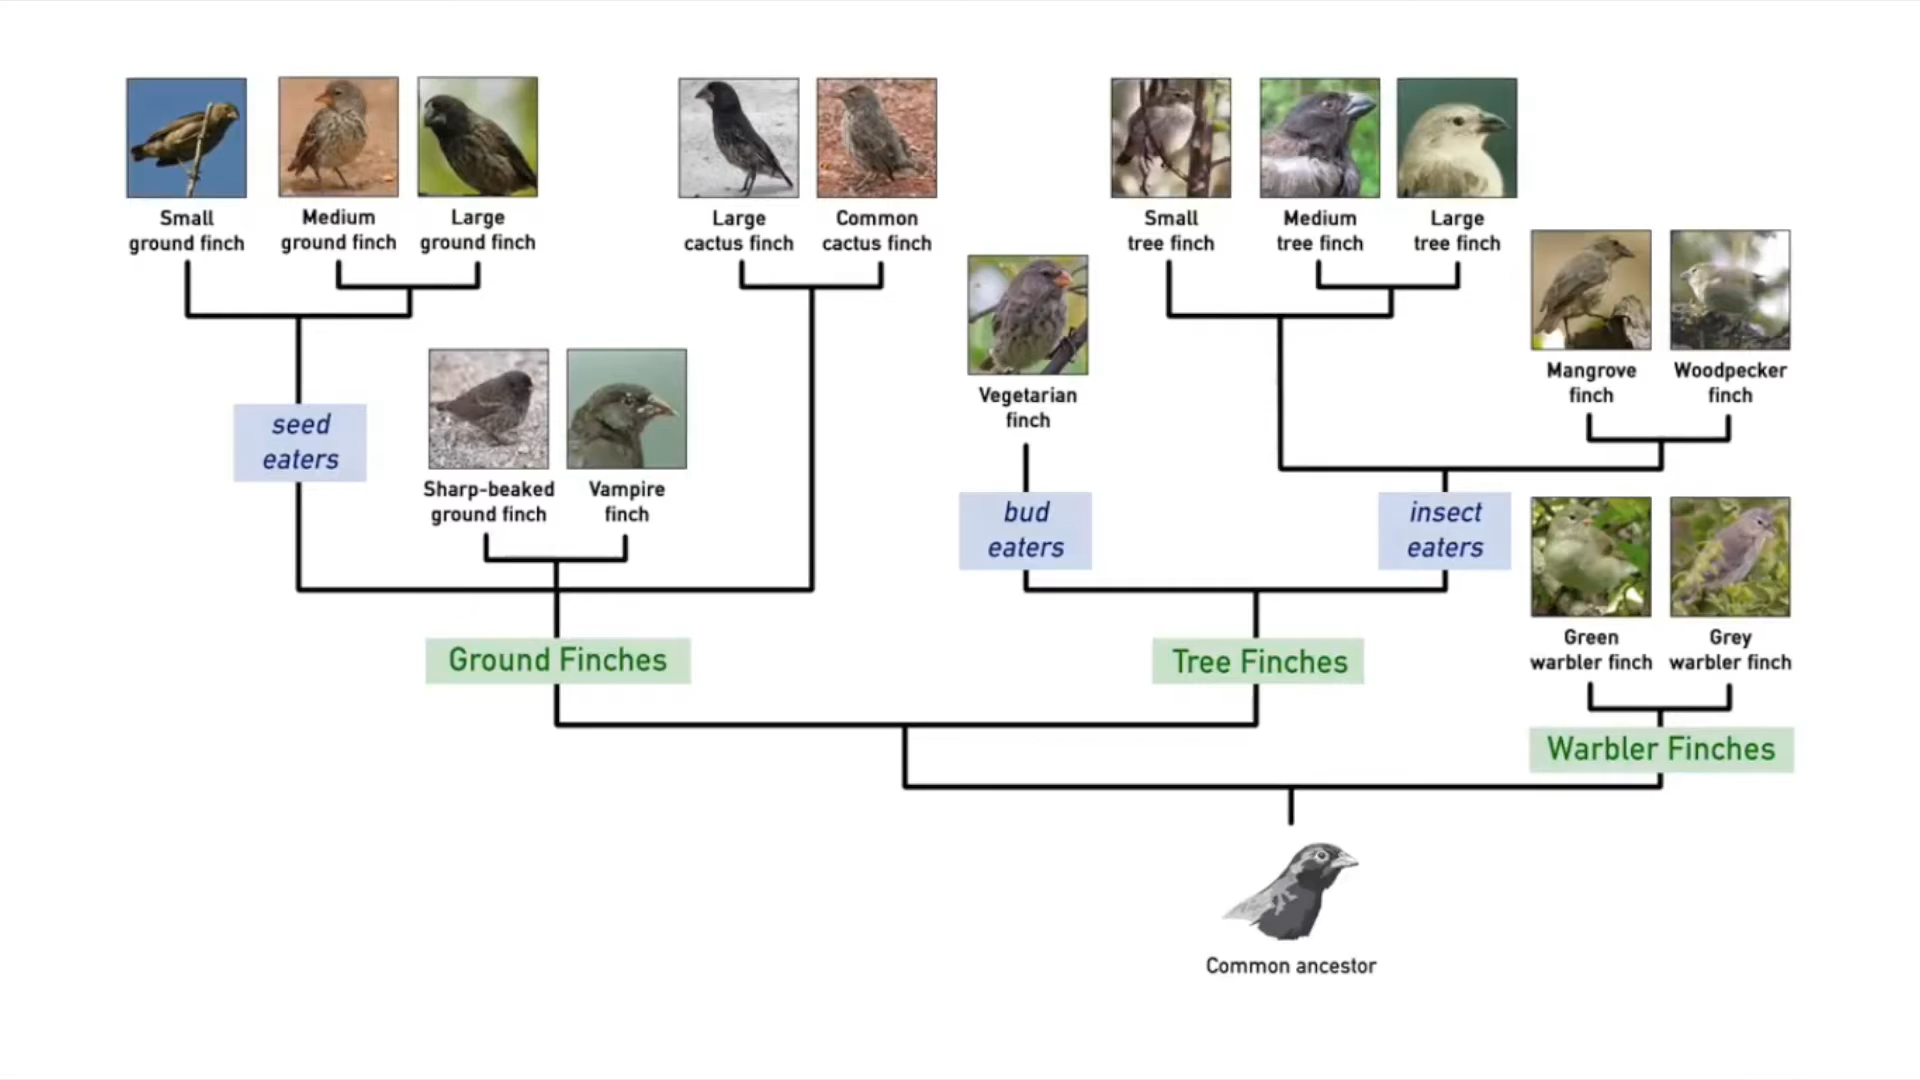 Small
ground finch
Medium
ground finch
Large
ground finch
Large
cactus finch
Common
cactus finch
Small
tree finch
Medium
tree finch
Large
tree finch
Vegetarian
finch
Mangrove
finch
Woodpecker
finch
seed
eaters
Sharp-beaked
ground finch
Vampire
finch
bud
eaters
insect
eaters
Green
warbler finch
Grey
warbler finch
Ground Finches
Tree Finches
Warbler Finches
Common ancestor